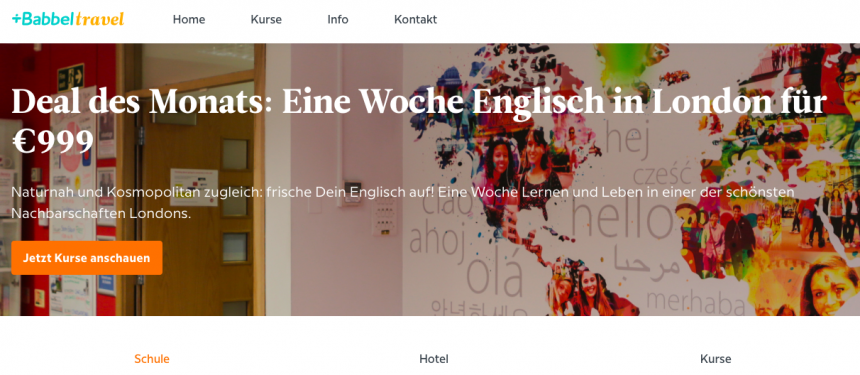 +Babbel travel
Home Kurse Info Kontakt
Deal des Monats: Eine Woche Englisch in London für
€999
Naturnah und Kosmopolitan zugleich: frische Dein Englisch auf! Eine Woche Lernen und Leben in einer der schönsten
Nachbarschaften Londons.
Jetzt Kurse anschauen
hej
cześć
ciao
hello
ahoj
olá
مرحبا
merhaba
안녕하세요
Schule Hotel Kurse